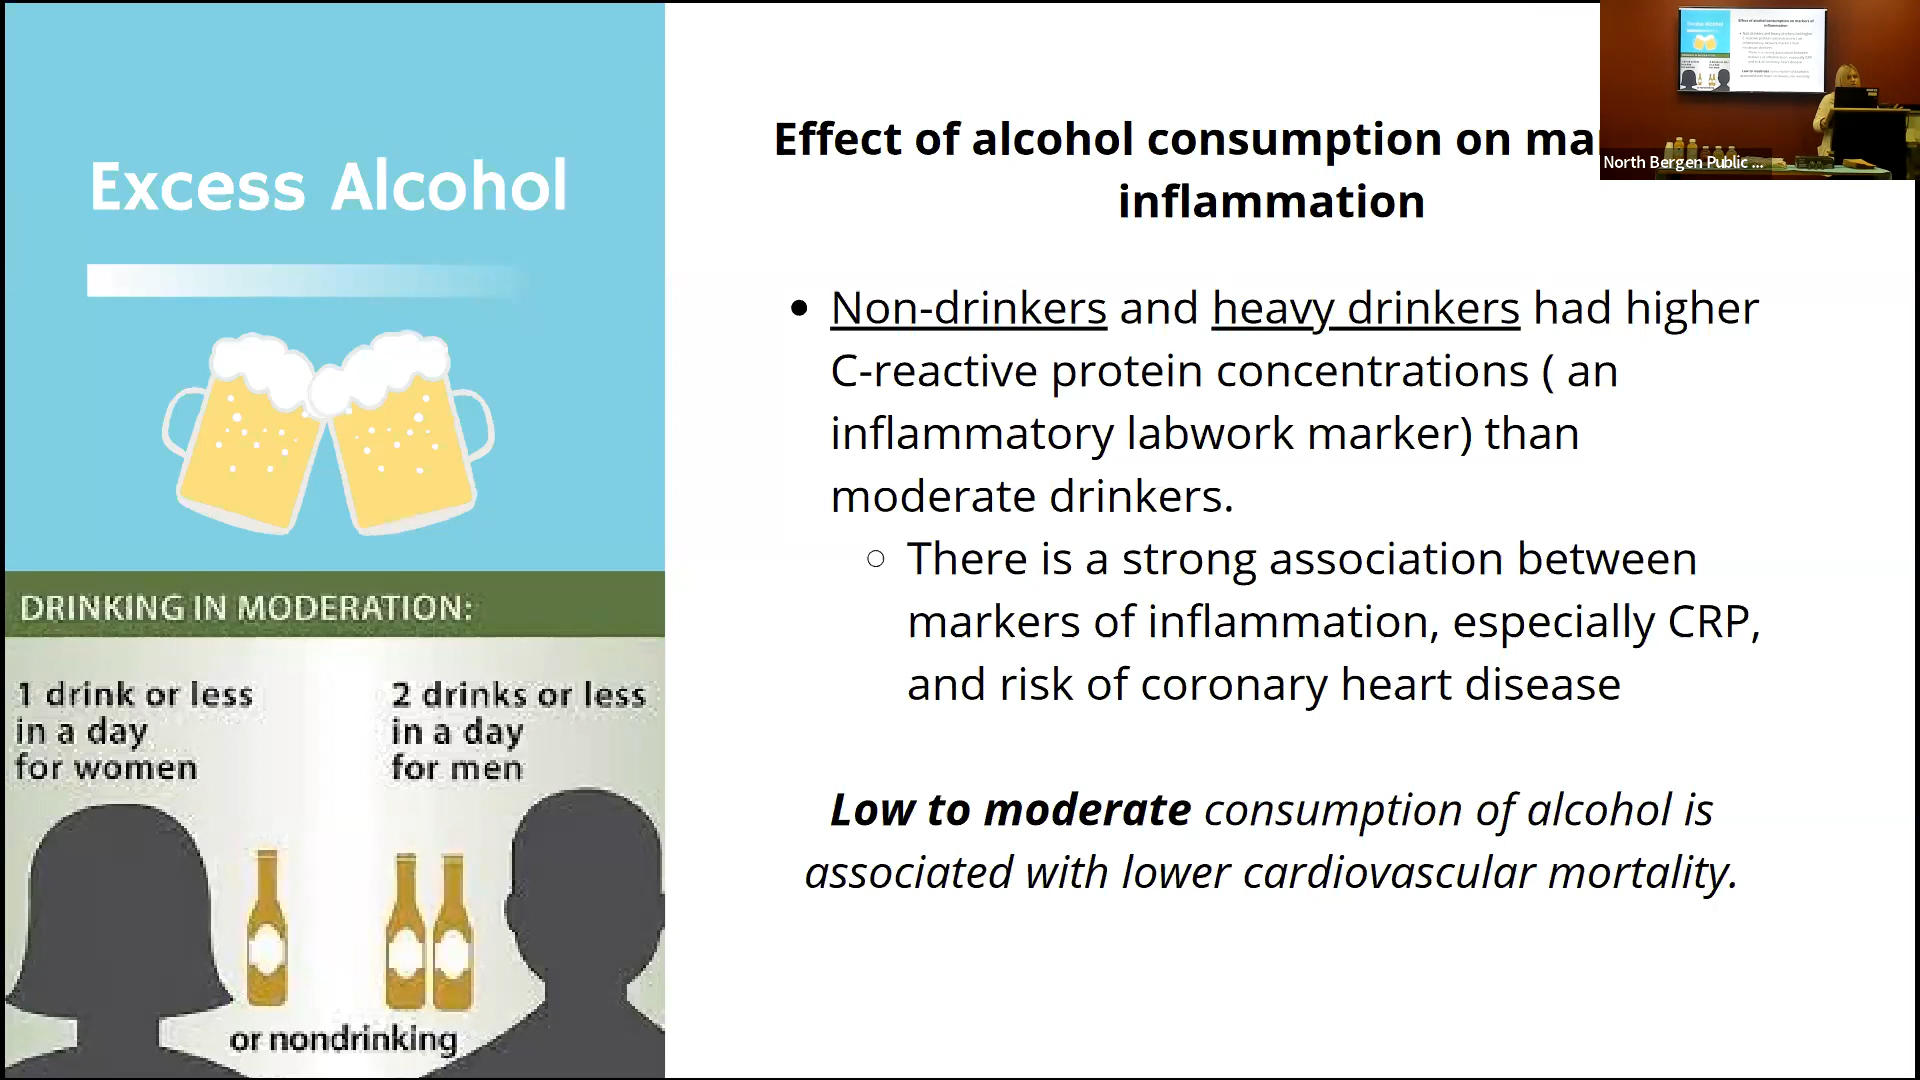 Excess Alcohol
DRINKING IN MODERATION:
1 drink or less
in a day
for women
2 drinks or less
in a day
for men
or nondrinking
Effect of alcohol consumption on ma
inflammation
• Non-drinkers and heavy drinkers had higher
C-reactive protein concentrations ( an
inflammatory labwork marker) than
moderate drinkers.
○ There is a strong association between
markers of inflammation, especially CRP,
and risk of coronary heart disease
Low to moderate consumption of alcohol is
associated with lower cardiovascular mortality.
North Bergen Public ...